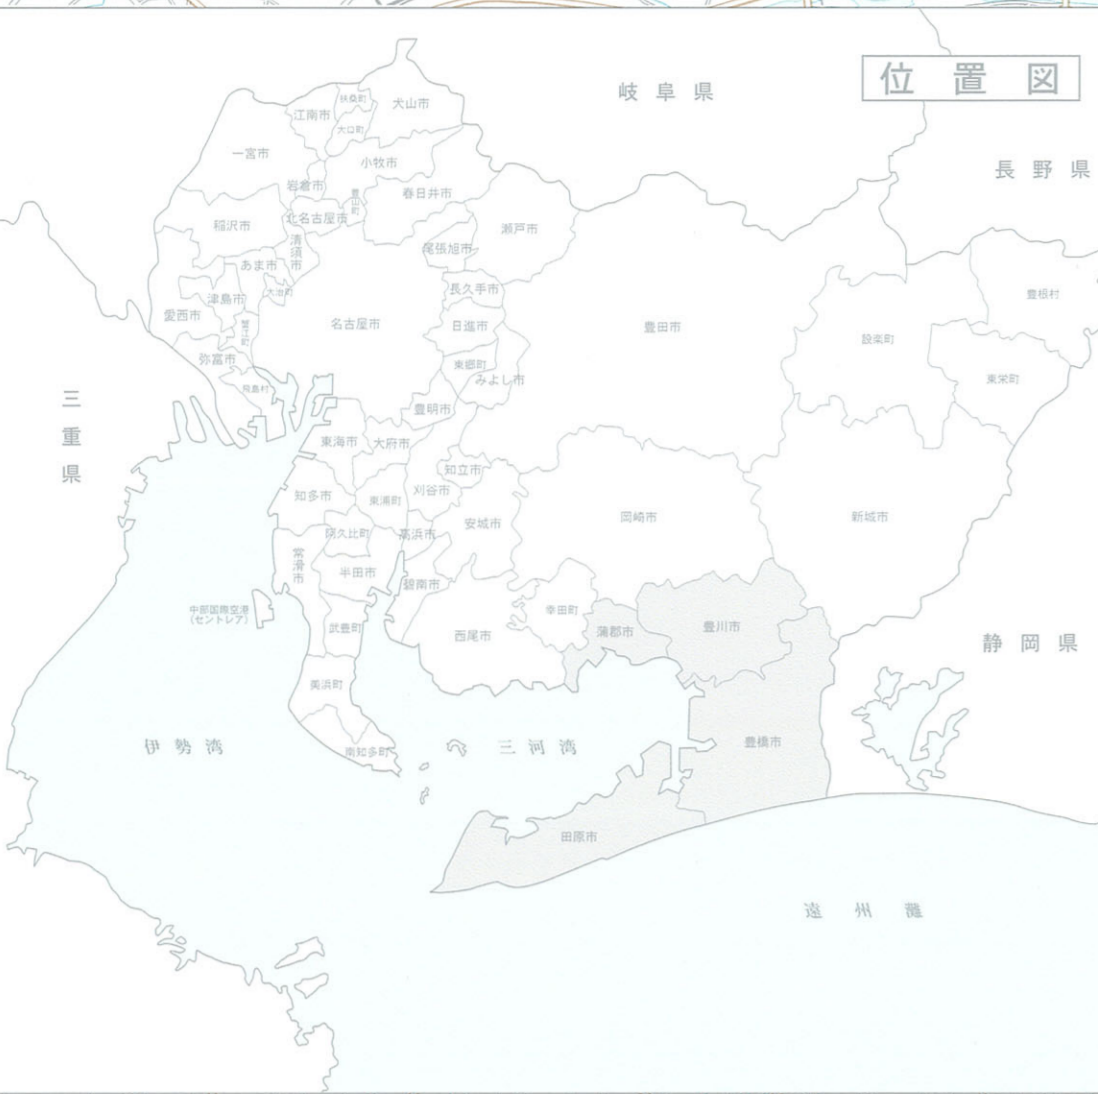 位置図
岐阜県
長野県
三重県
静岡県
扶桑町
犬山市
江南市
大口町
一宮市
小牧市
岩倉市
豊山町
春日井市
稲沢市
北名古屋市
瀬戸市
清須市
尾張旭市
あま市
大治町
長久手市
津島市
愛西市
蟹江町
名古屋市
日進市
豊田市
設楽町
豊根村
東栄町
弥富市
飛島村
東郷町
みよし市
豊明市
東海市
大府市
知立市
知多市
東浦町
刈谷市
安城市
岡崎市
新城市
阿久比町
高浜市
常滑市
半田市
碧南市
中部国際空港
(セントレア)
武豊町
西尾市
幸田町
蒲郡市
豊川市
美浜町
南知多町
伊勢湾
三河湾
豊橋市
田原市
遠州灘